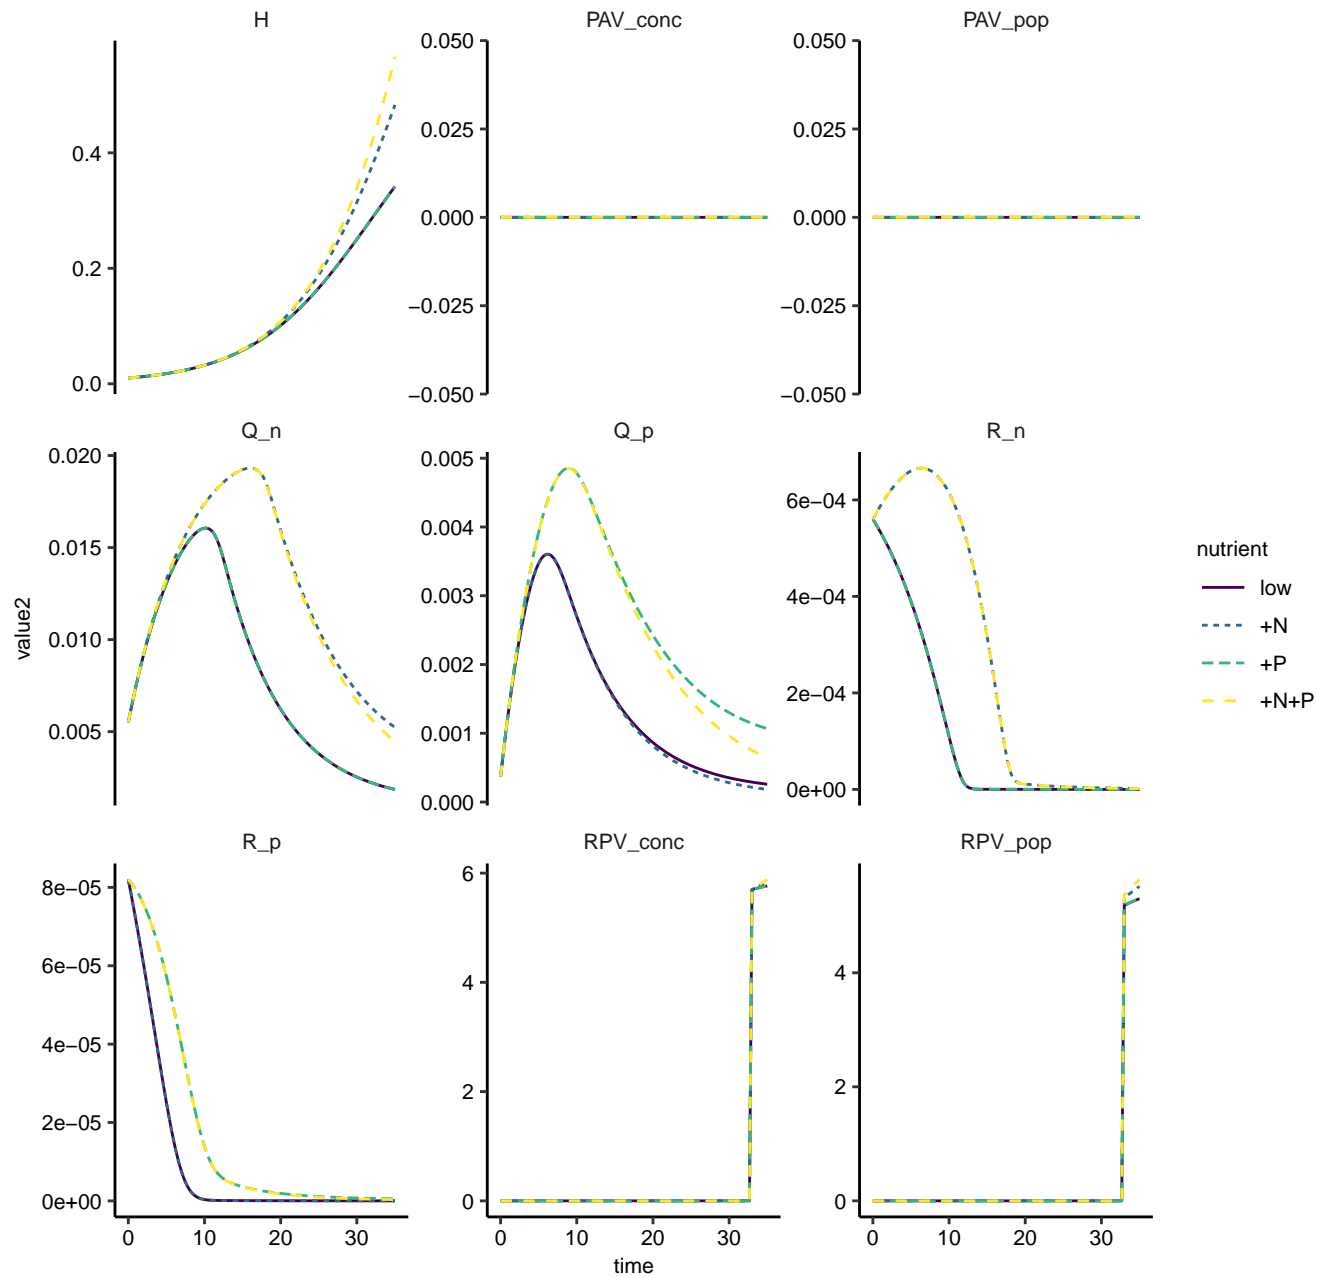 H
PAV_conc
PAV_pop
0.4
0.2
0.0
0.050
0.025
0.000
−0.025
−0.050
0.050
0.025
0.000
−0.025
−0.050
Q_n
Q_p
R_n
0.020
0.015
0.010
0.005
0.005
0.004
0.003
0.002
0.001
0.000
6e−04
4e−04
2e−04
0e+00
R_p
RPV_conc
RPV_pop
8e−05
6e−05
4e−05
2e−05
0e+00
6
4
2
0
4
2
0
0 10 20 30
0 10 20 30
0 10 20 30
time
value2
nutrient
low
+N
+P
+N+P